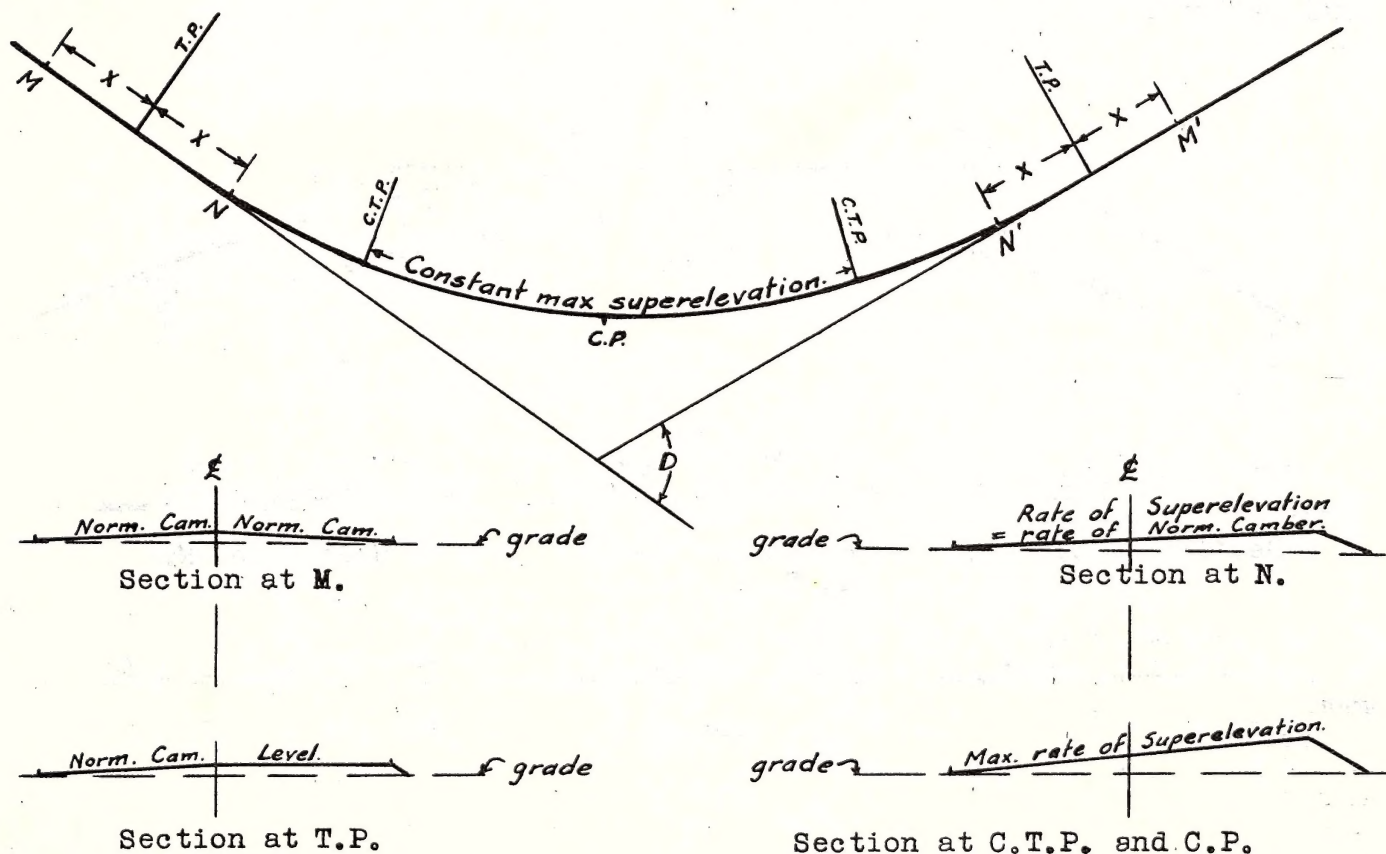 T.P.
X
X
M
N
C.T.P.
Constant max superelevation.
C.P.
C.T.P.
T.P.
X
X
M'
N'
D
℄
Norm. Cam. Norm. Cam.
grade
Section at M.
℄
Rate of Superelevation
= rate of Norm. Camber.
grade
Section at N.
Norm. Cam. Level.
grade
Section at T.P.
Max. rate of Superelevation.
grade
Section at C.T.P. and C.P.